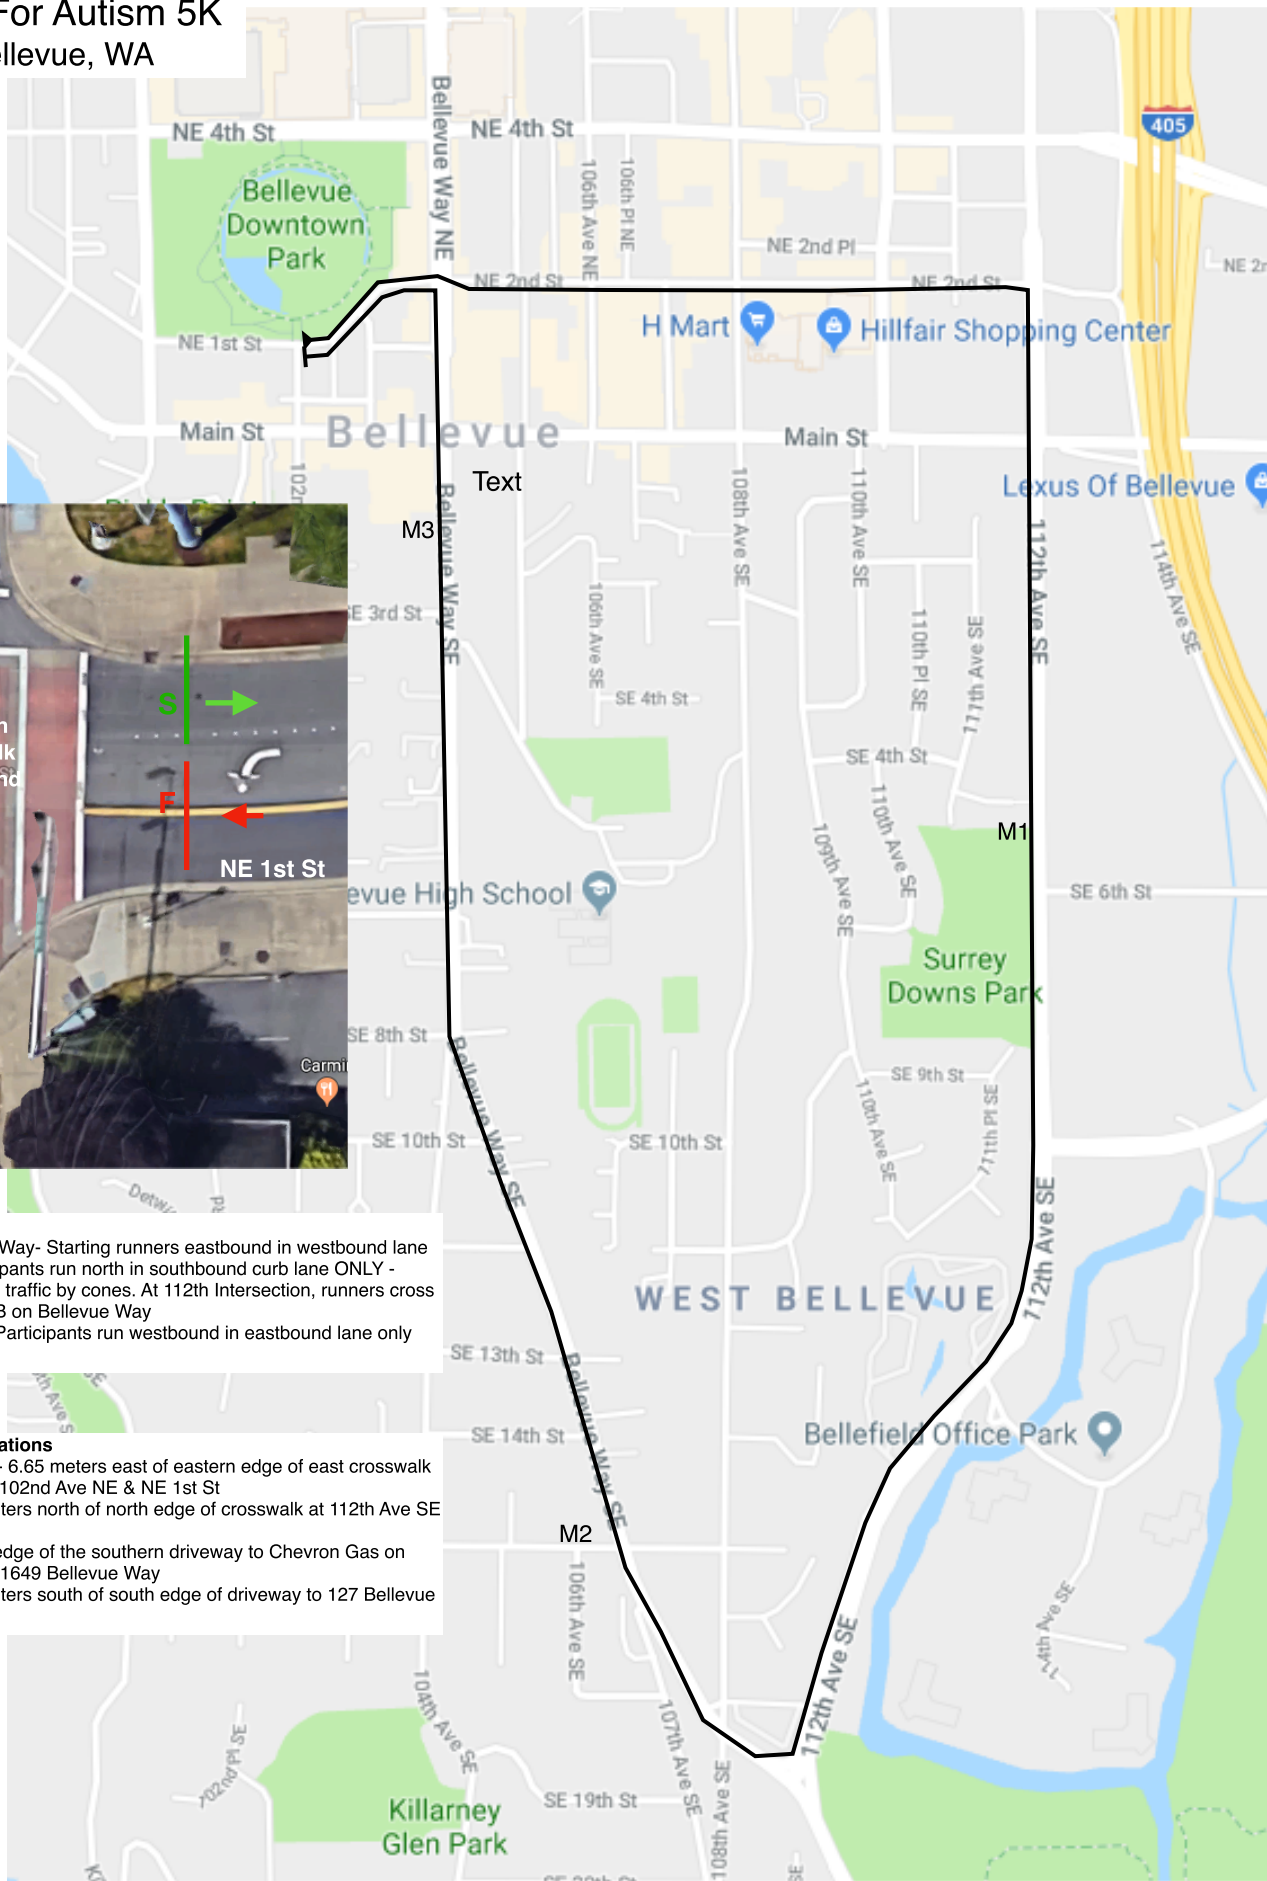 For Autism 5K
ellevue, WA
NE 4th St
NE 4th St
405
Bellevue Way NE
106th Ave NE
106th Pl NE
Bellevue
Downtown
Park
NE 2nd Pl
NE 2nd St
NE 2nd St
H Mart
Hillfair Shopping Center
NE 1st St
Main St
Bellevue
Main St
Text
Lexus Of Bellevue
M3
Bellevue Way SE
108th Ave SE
110th Ave SE
112th Ave SE
114th Ave SE
SE 3rd St
106th Ave SE
110th Pl SE
111th Ave SE
SE 4th St
SE 4th St
S
F
NE 1st St
M1
109th Ave SE
110th Ave SE
evue High School
SE 6th St
Surrey
Downs Park
SE 8th St
Carmi
SE 9th St
Bellevue Way SE
110th Ave SE
111th Pl SE
SE 10th St
SE 10th St
112th Ave SE
Way- Starting runners eastbound in westbound lane
pants run north in southbound curb lane ONLY -
traffic by cones. At 112th Intersection, runners cross
B on Bellevue Way
Participants run westbound in eastbound lane only
WEST BELLEVUE
SE 13th St
Bellevue Way SE
SE 14th St
Bellefield Office Park
ations
- 6.65 meters east of eastern edge of east crosswalk
102nd Ave NE & NE 1st St
ters north of north edge of crosswalk at 112th Ave SE
edge of the southern driveway to Chevron Gas on
1649 Bellevue Way
ters south of south edge of driveway to 127 Bellevue
M2
106th Ave SE
114th Ave SE
112th Ave SE
104th Ave SE
107th Ave SE
102nd Pl SE
108th Ave SE
SE 19th St
Killarney
Glen Park
SE